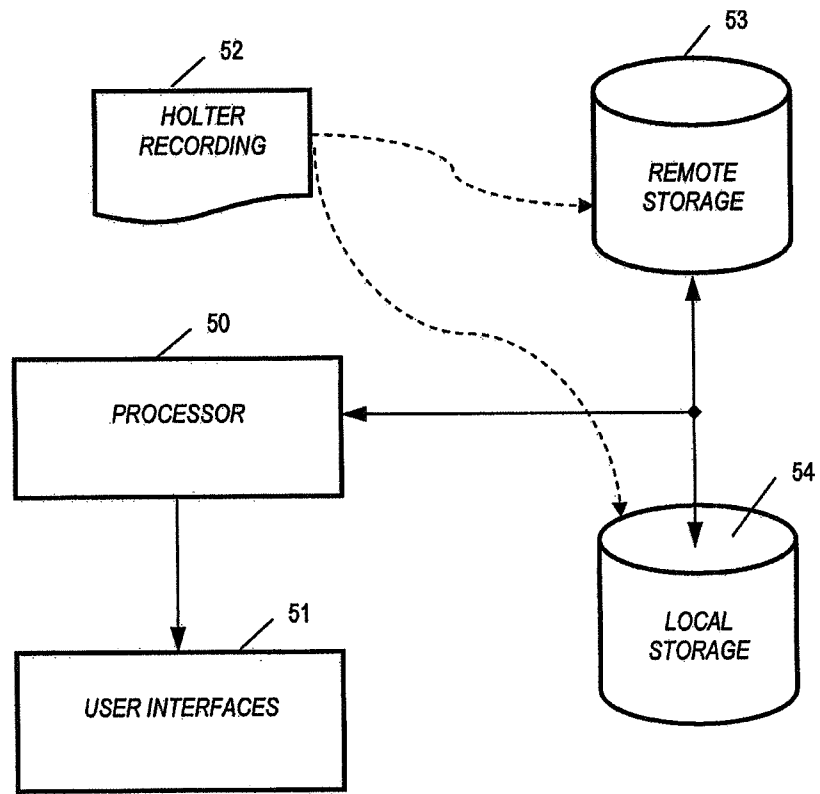 52
HOLTER
RECORDING
53
REMOTE
STORAGE
50
PROCESSOR
54
LOCAL
STORAGE
51
USER INTERFACES